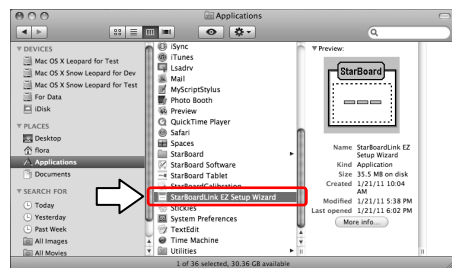 Applications
DEVICES
Mac OS X Leopard for Test
Mac OS X Snow Leopard for Dev
Mac OS X Snow Leopard for Test
For Data
iDisk
PLACES
Desktop
flora
Applications
Documents
SEARCH FOR
Today
Yesterday
Past Week
All Images
All Movies
iSync
iTunes
Lsadrv
Mail
MyScriptStylus
Photo Booth
Preview
QuickTime Player
Safari
Spaces
StarBoard
StarBoard Software
StarBoard Tablet
StarBoardCalibration
StarBoardLink EZ Setup Wizard
Stickies
System Preferences
TextEdit
Time Machine
Utilities
Preview:
StarBoard
Name StarBoardLink EZ
Setup Wizard
Kind Application
Size 35.5 MB on disk
Created 1/21/11 10:04
AM
Modified 1/21/11 5:38 PM
Last opened 1/21/11 6:02 PM
More info...
1 of 36 selected, 30.36 GB available